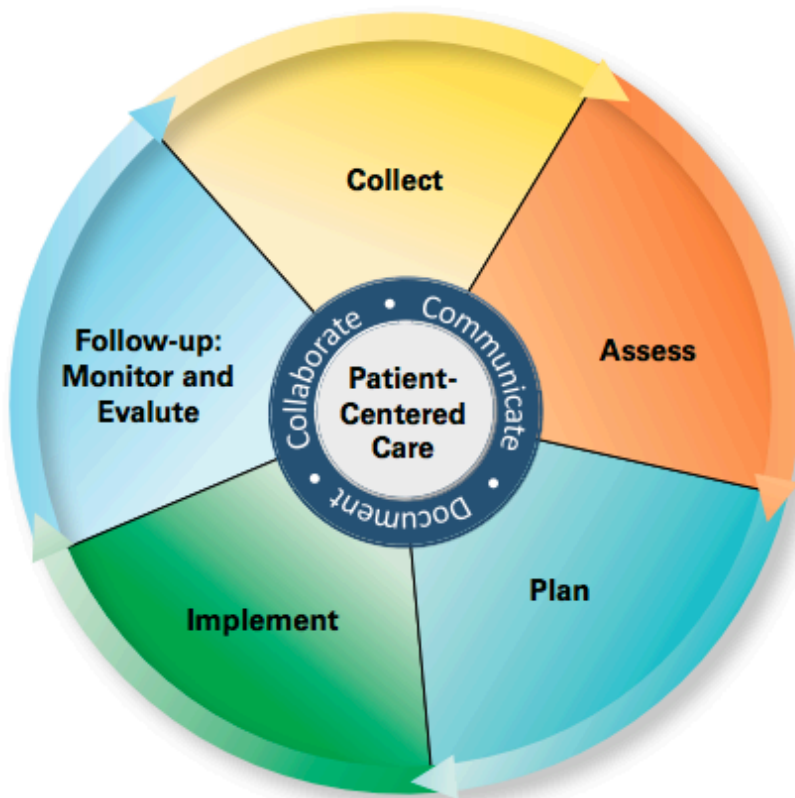 Collect
Assess
Plan
Implement
Follow-up:
Monitor and
Evalute
Collaborate • Communicate • Document •
Patient-
Centered
Care